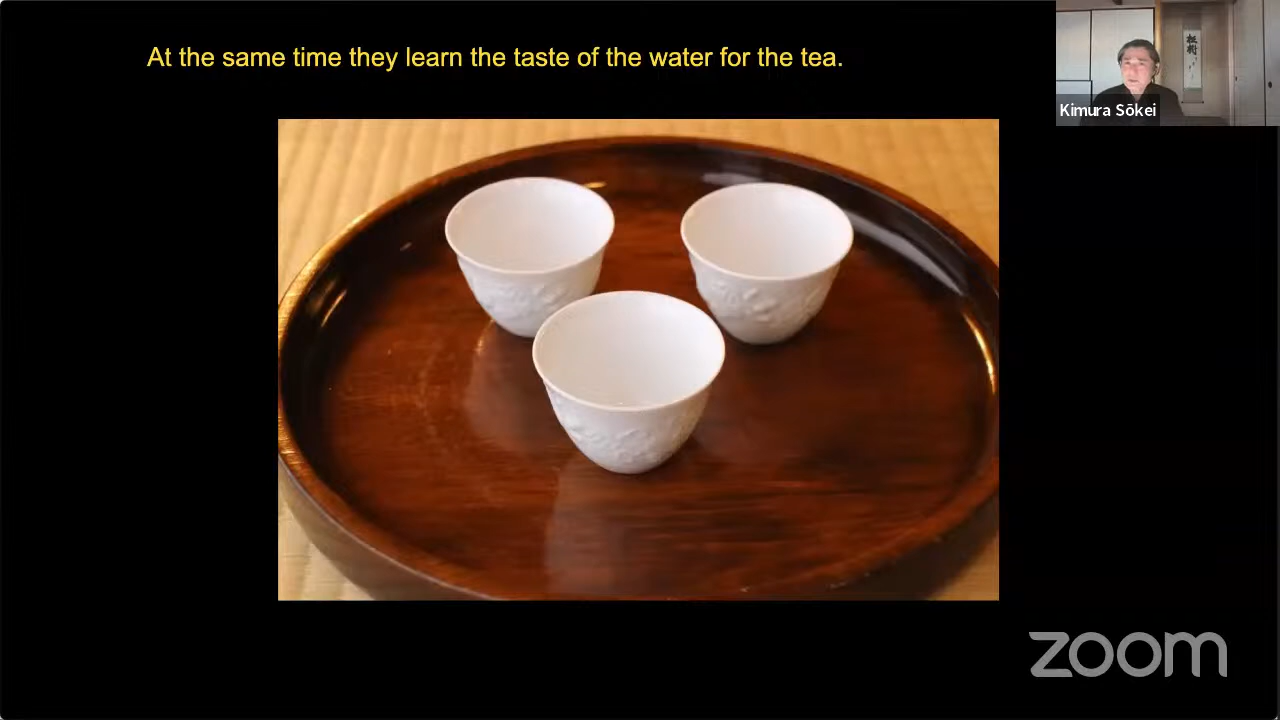 At the same time they learn the taste of the water for the tea.
Kimura Sōkei
zoom